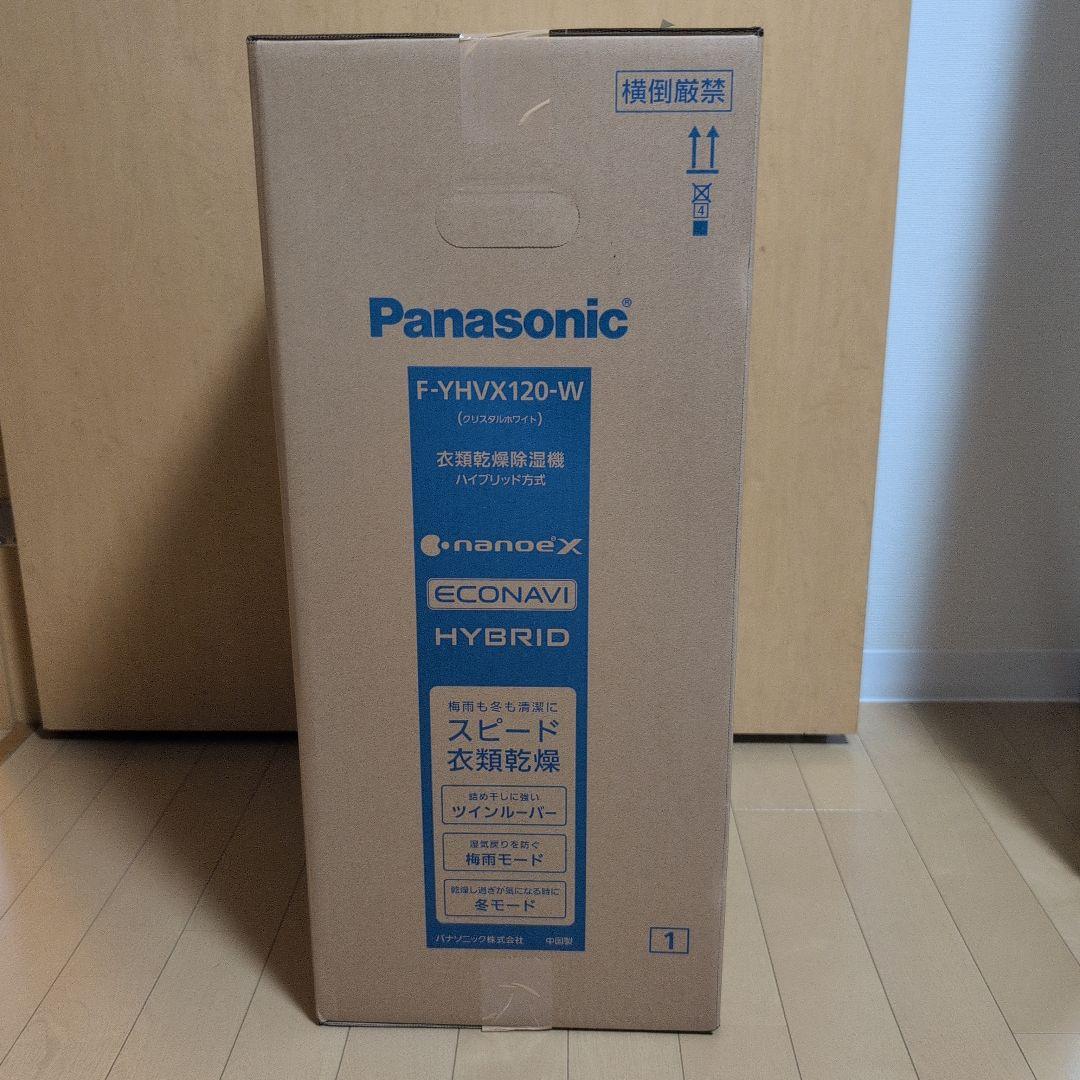 横倒厳禁
4
Panasonic®
F-YHVX120-W
(クリスタルホワイト)
衣類乾燥除湿機
ハイブリッド方式
nanoe X
ECONAVI
HYBRID
梅雨も冬も清潔に
スピード
衣類乾燥
詰め干しに強い
ツインルーバー
湿気戻りを防ぐ
梅雨モード
乾燥し過ぎが気になる時に
冬モード
パナソニック株式会社 中国製
1